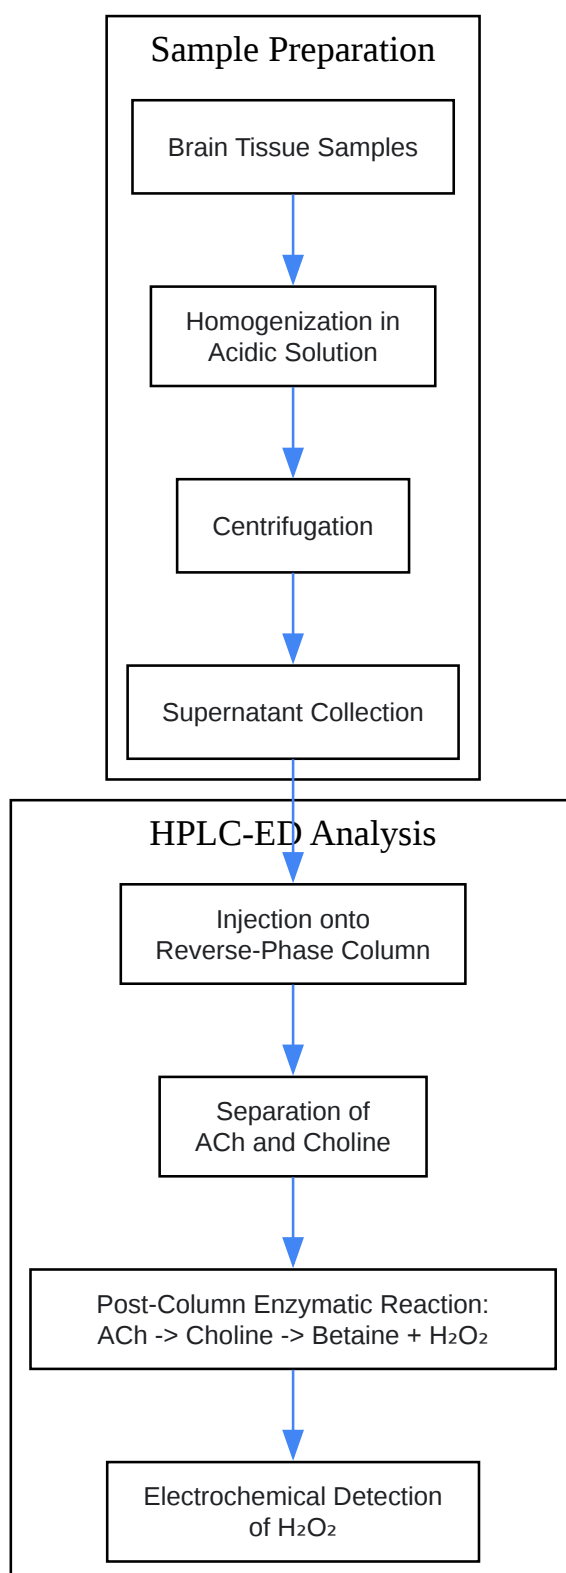 Sample Preparation
Brain Tissue Samples
Homogenization in
Acidic Solution
Centrifugation
Supernatant Collection
HPLC-ED Analysis
Injection onto
Reverse-Phase Column
Separation of
ACh and Choline
Post-Column Enzymatic Reaction:
ACh -> Choline -> Betaine + H₂O₂
Electrochemical Detection
of H₂O₂